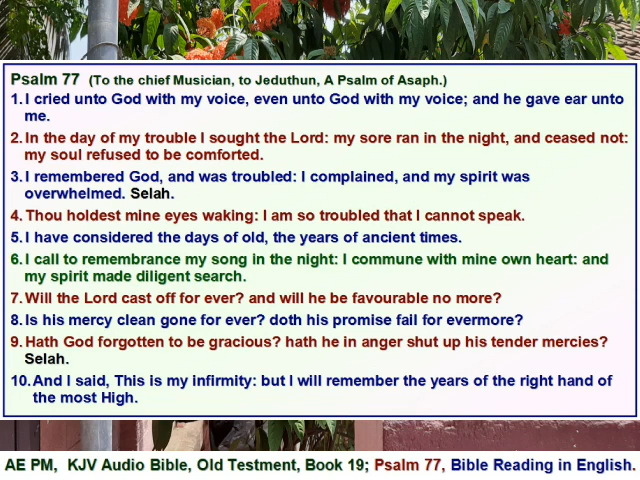 Psalm 77 (To the chief Musician, to Jeduthun, A Psalm of Asaph.)
1. I cried unto God with my voice, even unto God with my voice; and he gave ear unto
me.
2. In the day of my trouble I sought the Lord: my sore ran in the night, and ceased not:
my soul refused to be comforted.
3. I remembered God, and was troubled: I complained, and my spirit was
overwhelmed. Selah.
4. Thou holdest mine eyes waking: I am so troubled that I cannot speak.
5. I have considered the days of old, the years of ancient times.
6. I call to remembrance my song in the night: I commune with mine own heart: and
my spirit made diligent search.
7. Will the Lord cast off for ever? and will he be favourable no more?
8. Is his mercy clean gone for ever? doth his promise fail for evermore?
9. Hath God forgotten to be gracious? hath he in anger shut up his tender mercies?
Selah.
10. And I said, This is my infirmity: but I will remember the years of the right hand of
the most High.
AE PM, KJV Audio Bible, Old Testment, Book 19; Psalm 77, Bible Reading in English.